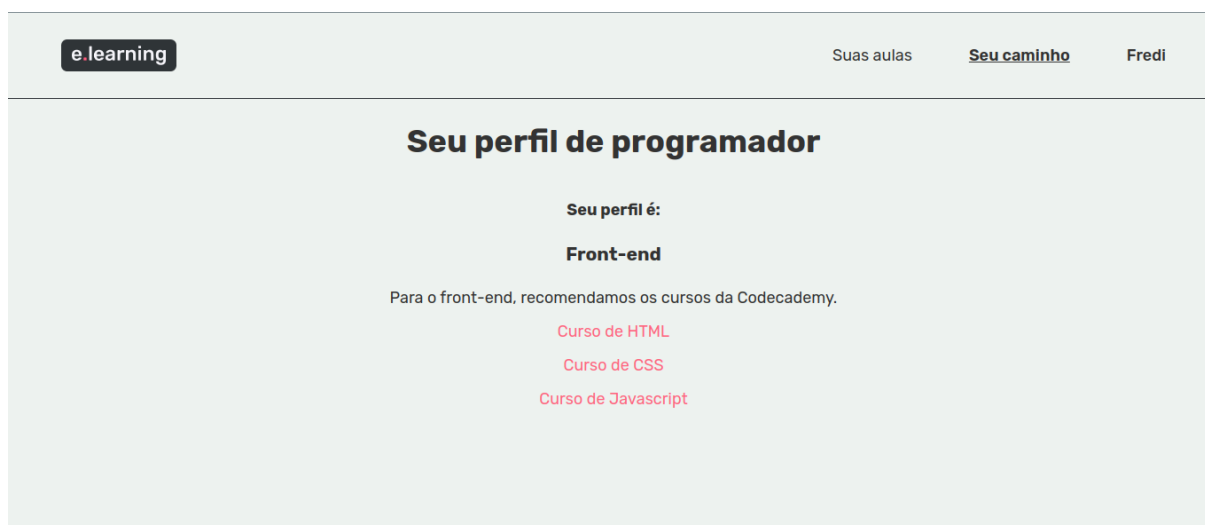 e.learning
Suas aulas Seu caminho Fredi
Seu perfil de programador
Seu perfil é:
Front-end
Para o front-end, recomendamos os cursos da Codecademy.
Curso de HTML
Curso de CSS
Curso de Javascript